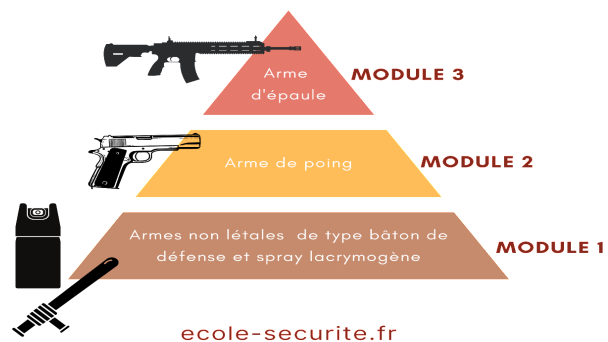 Arme
d'épaule
MODULE 3
Arme de poing
MODULE 2
Armes non létales de type bâton de
défense et spray lacrymogène
MODULE 1
ecole-securite.fr